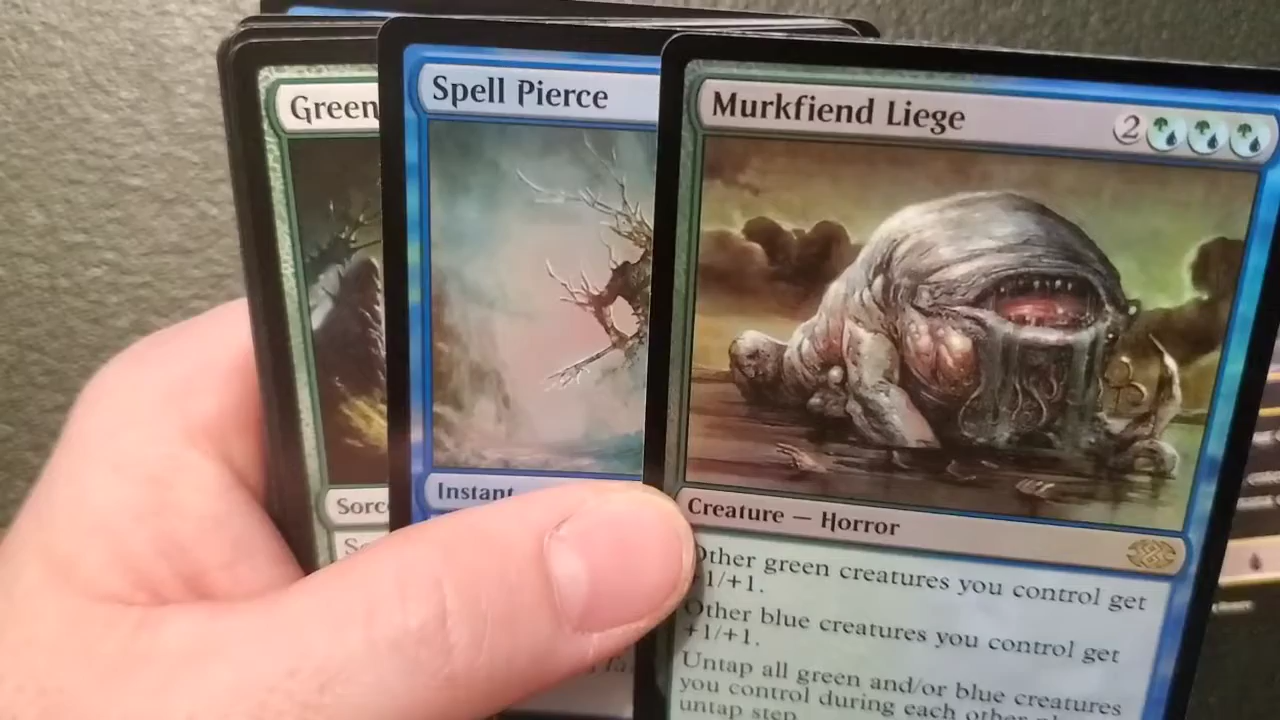 Green
Spell Pierce
Murkfiend Liege
2
Instant
Sorc
Creature — Horror
Other green creatures you control get
+1/+1.
Other blue creatures you control get
+1/+1.
Untap all green and/or blue creatures
you control during each other
untap step